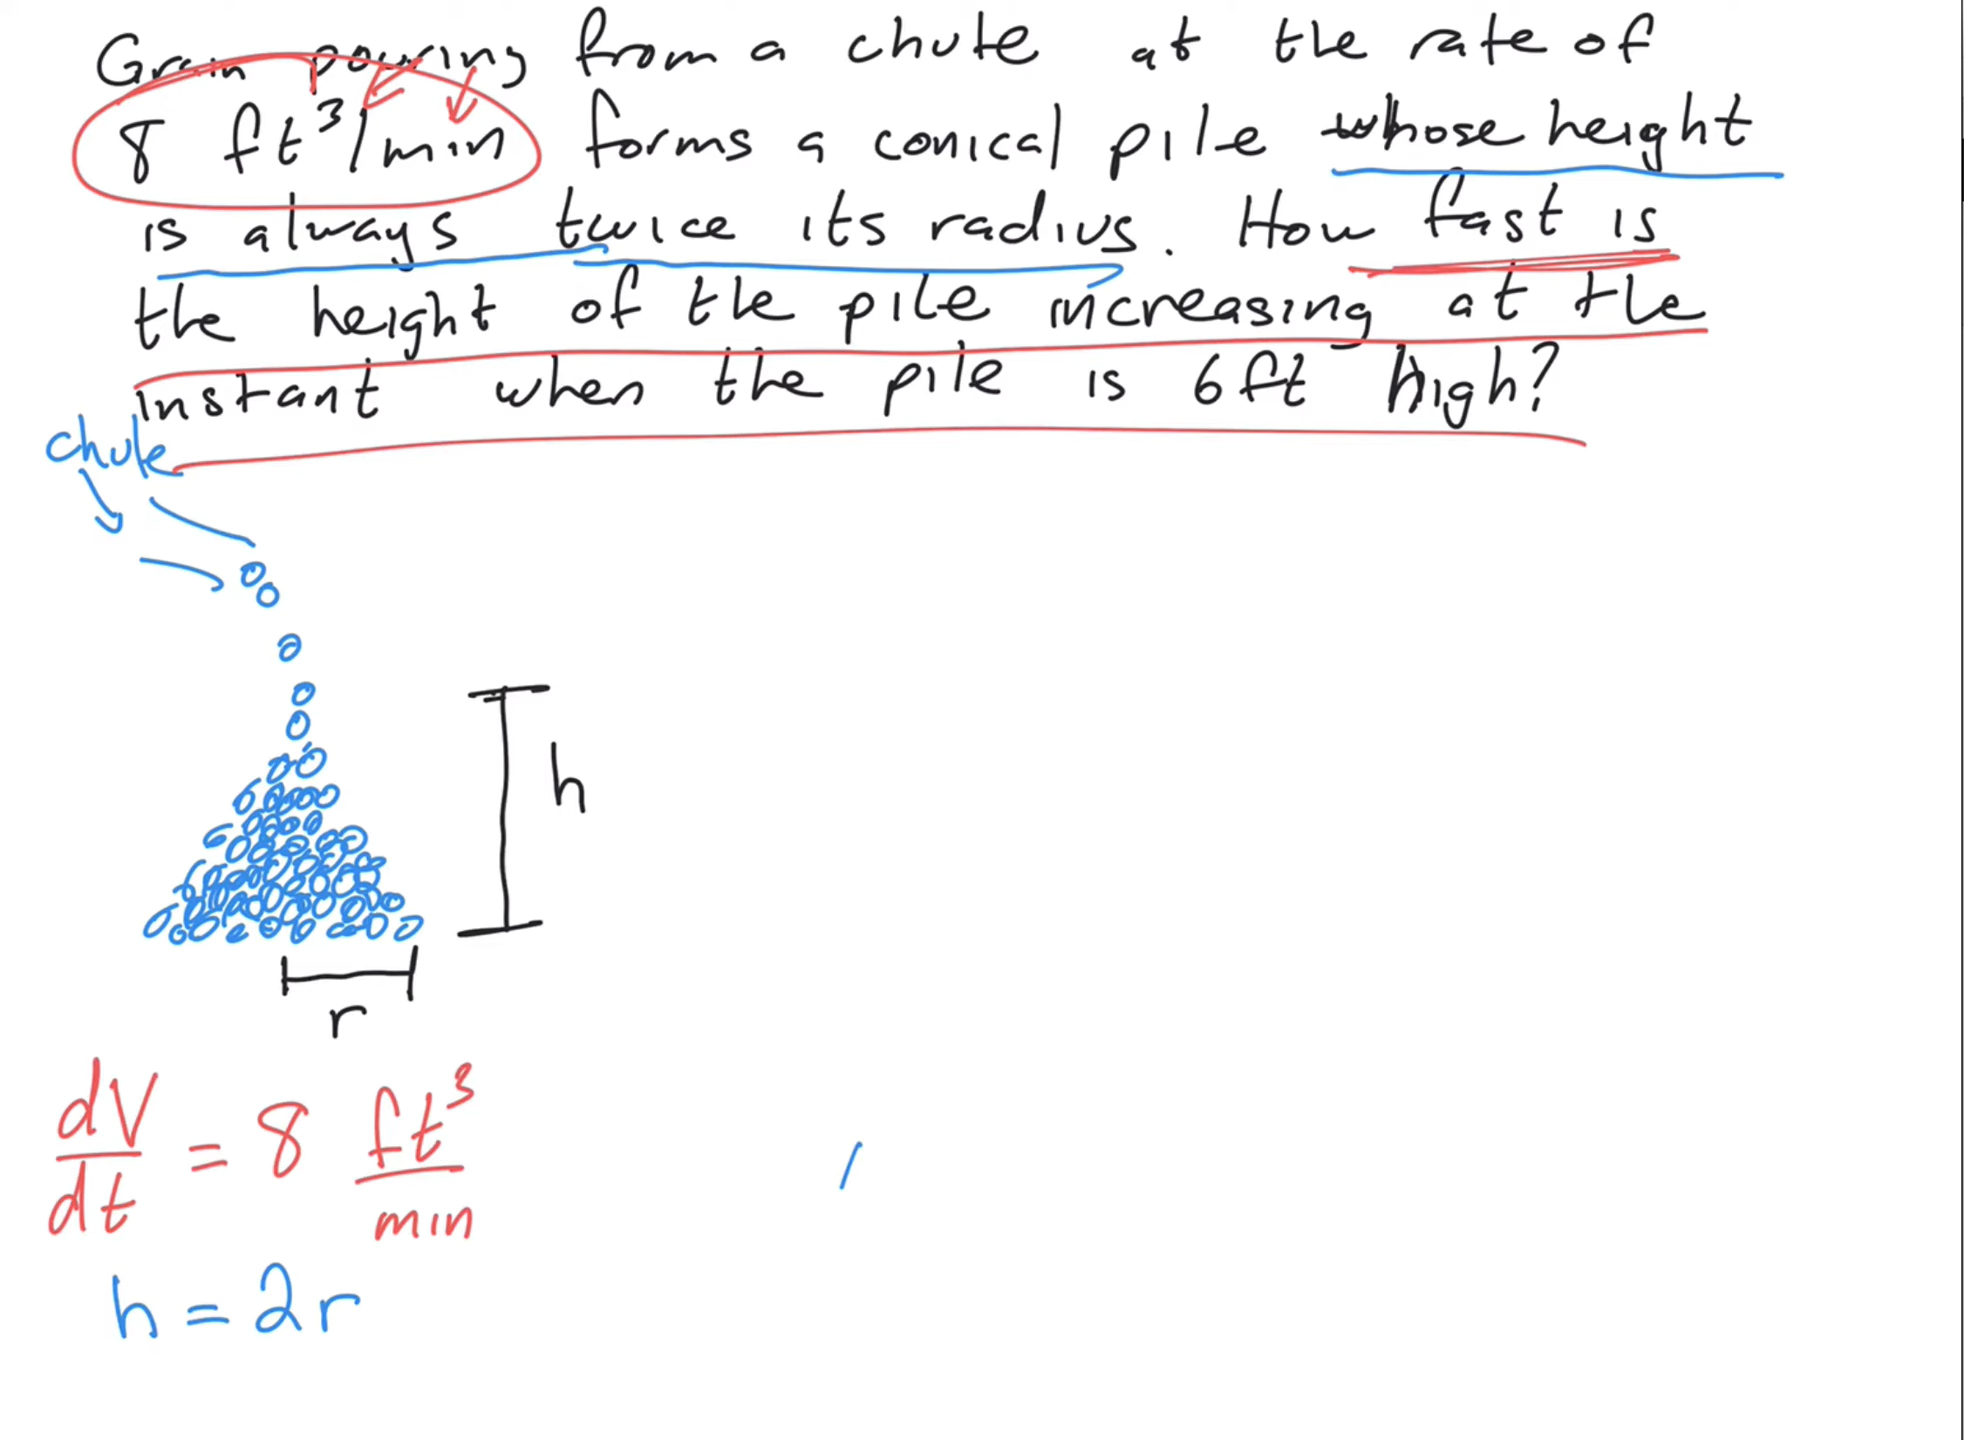 Grain pouring from a chute at the rate of
8 ft³/min forms a conical pile whose height
is always twice its radius. How fast is
the height of the pile increasing at the
instant when the pile is 6ft high?
chute
h
r
dV/dt = 8 ft³/min
h = 2r